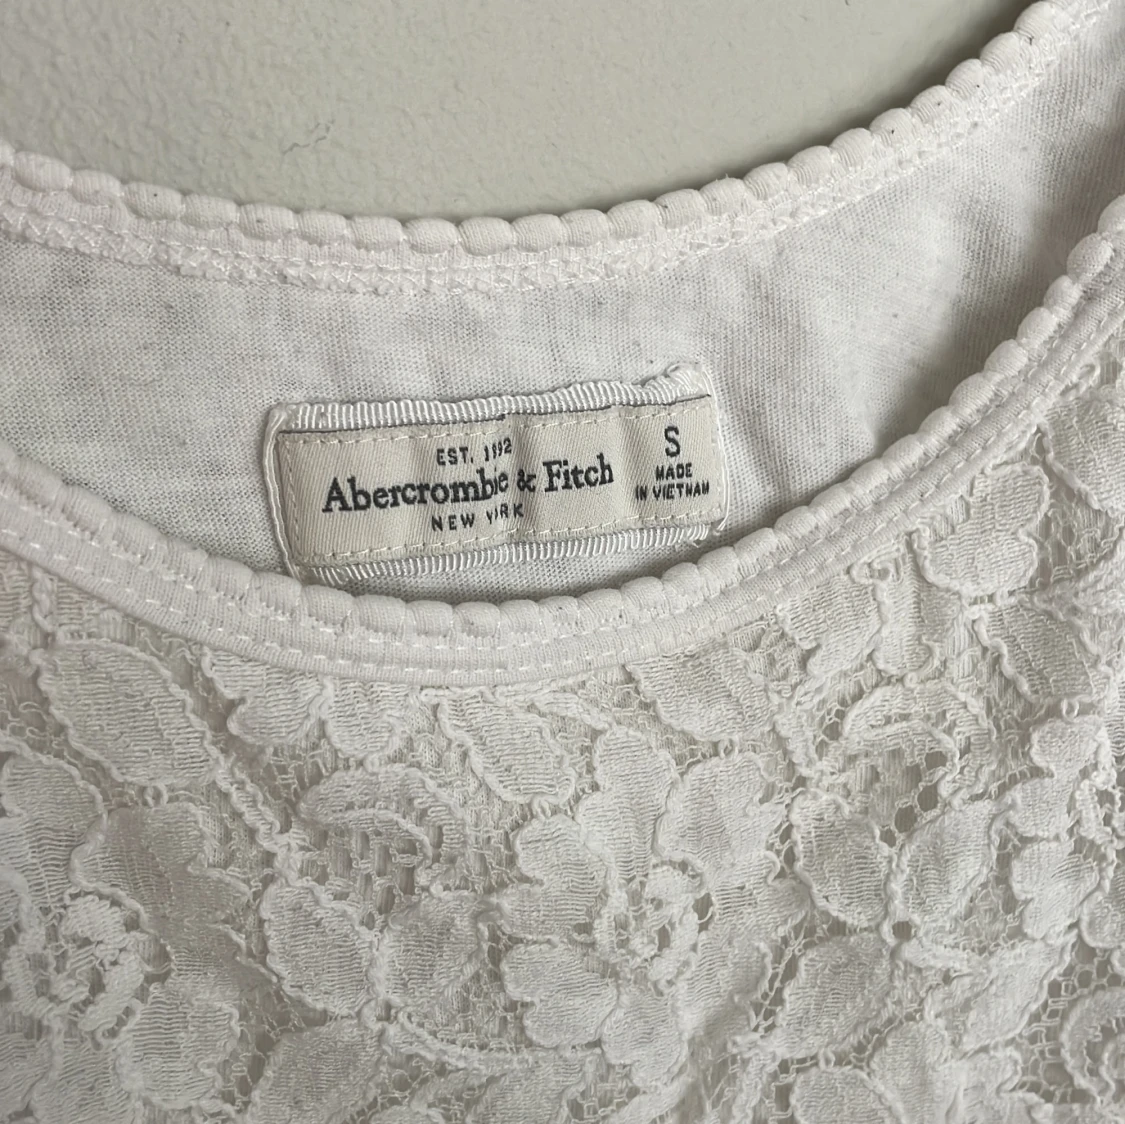 EST. 1892
Abercrombie & Fitch
NEW YORK
S
MADE
IN VIETNAM